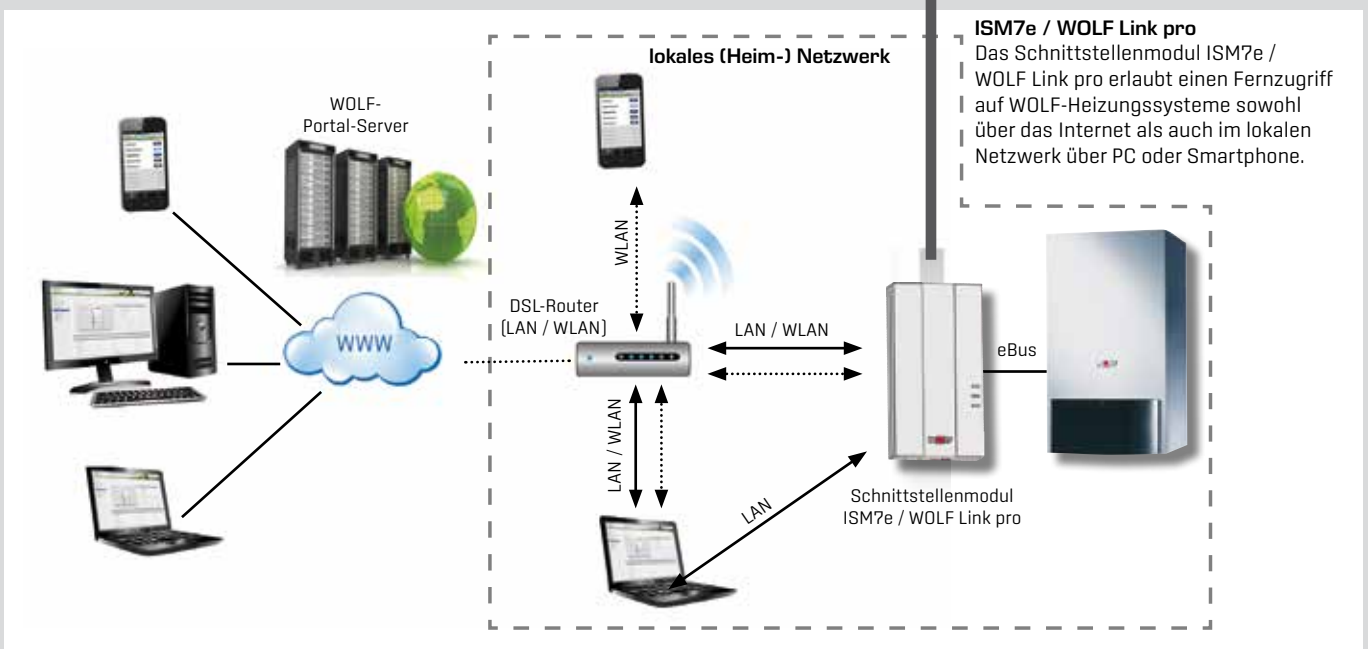 ISM7e / WOLF Link pro
Das Schnittstellenmodul ISM7e /
WOLF Link pro erlaubt einen Fernzugriff
auf WOLF-Heizungssysteme sowohl
über das Internet als auch im lokalen
Netzwerk über PC oder Smartphone.
lokales (Heim-) Netzwerk
WOLF-
Portal-Server
WLAN
DSL-Router
(LAN / WLAN)
WWW
LAN / WLAN
eBus
LAN / WLAN
LAN
Schnittstellenmodul
ISM7e / WOLF Link pro